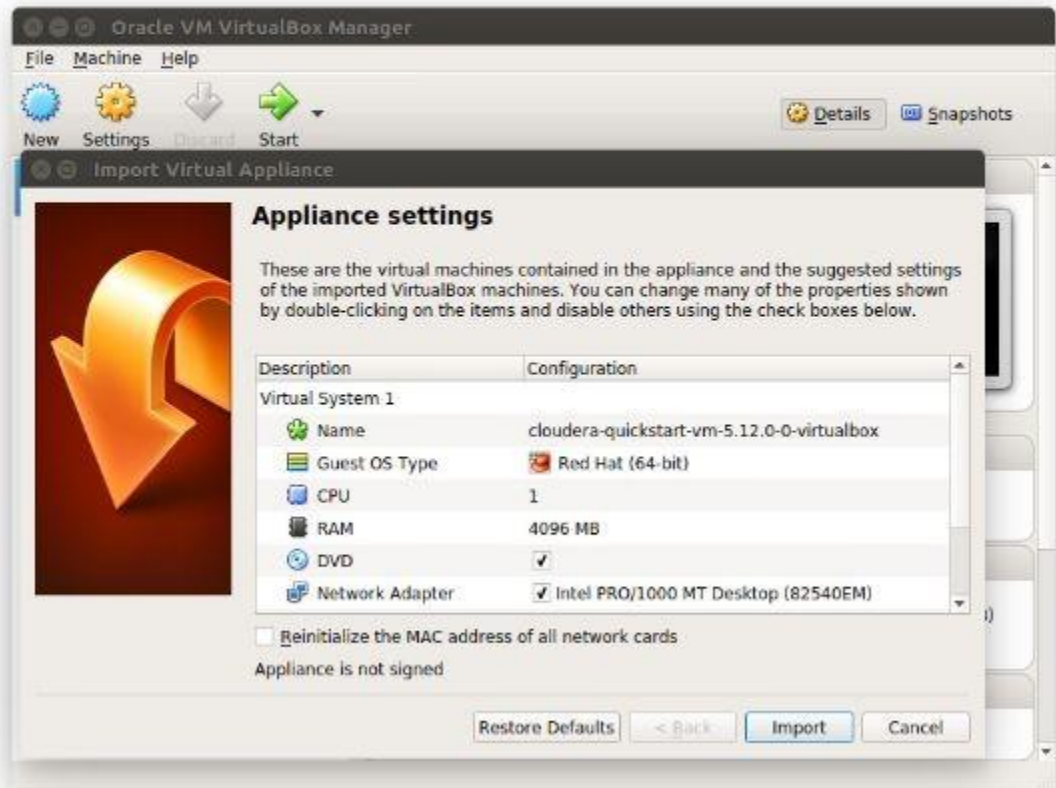 Oracle VM VirtualBox Manager
File Machine Help
New Settings Discard Start
Details Snapshots
Import Virtual Appliance
Appliance settings
These are the virtual machines contained in the appliance and the suggested settings
of the imported VirtualBox machines. You can change many of the properties shown
by double-clicking on the items and disable others using the check boxes below.
Description Configuration
Virtual System 1
Name cloudera-quickstart-vm-5.12.0-0-virtualbox
Guest OS Type Red Hat (64-bit)
CPU 1
RAM 4096 MB
DVD
Network Adapter Intel PRO/1000 MT Desktop (82540EM)
Reinitialize the MAC address of all network cards
Appliance is not signed
Restore Defaults < Back Import Cancel